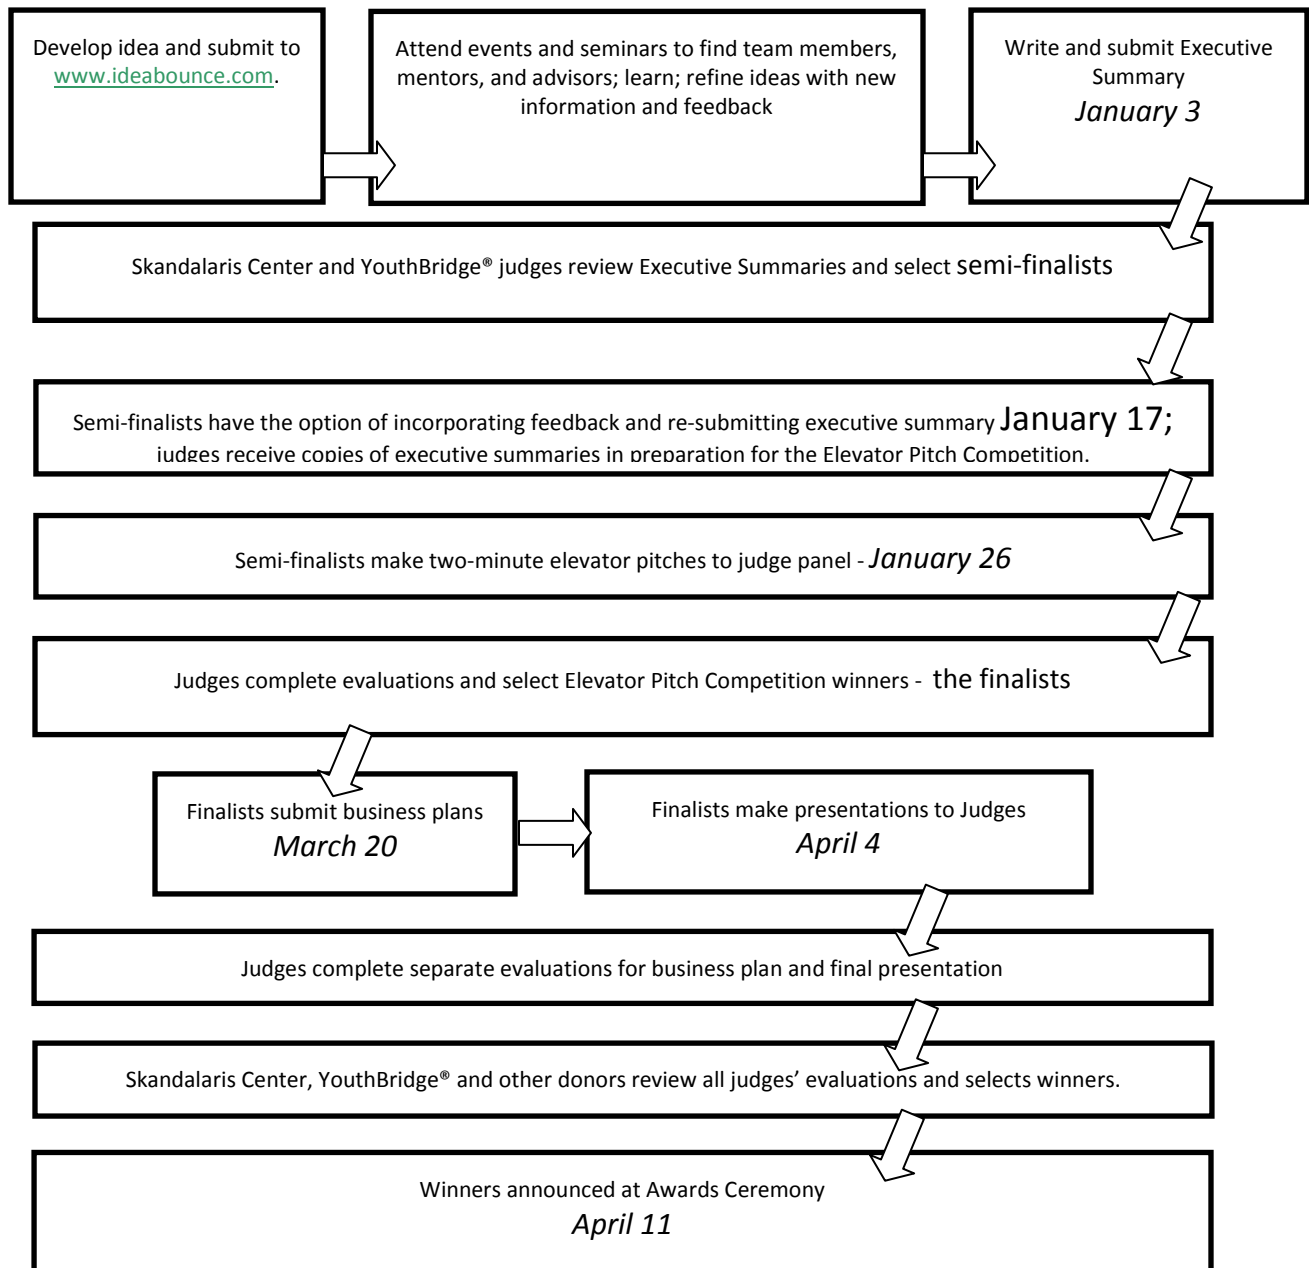 Develop idea and submit to
www.ideabounce.com.
Attend events and seminars to find team members,
mentors, and advisors; learn; refine ideas with new
information and feedback
Write and submit Executive
Summary
January 3
Skandalaris Center and YouthBridge® judges review Executive Summaries and select semi-finalists
Semi-finalists have the option of incorporating feedback and re-submitting executive summary January 17;
judges receive copies of executive summaries in preparation for the Elevator Pitch Competition.
Semi-finalists make two-minute elevator pitches to judge panel - January 26
Judges complete evaluations and select Elevator Pitch Competition winners - the finalists
Finalists submit business plans
March 20
Finalists make presentations to Judges
April 4
Judges complete separate evaluations for business plan and final presentation
Skandalaris Center, YouthBridge® and other donors review all judges' evaluations and selects winners.
Winners announced at Awards Ceremony
April 11